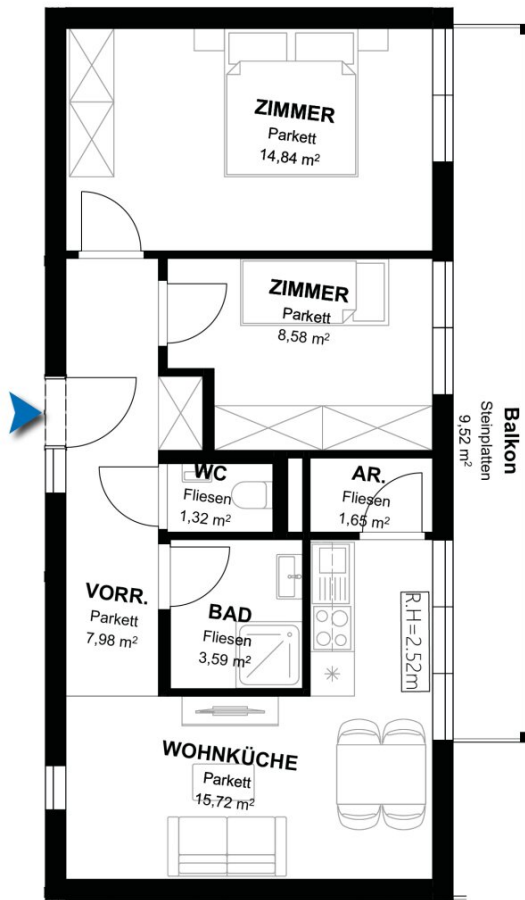 ZIMMER
Parkett
14,84 m²
ZIMMER
Parkett
8,58 m²
Balkon
Steinplatten
9,52 m²
WC
Fliesen
1,32 m²
AR.
Fliesen
1,65 m²
VORR.
Parkett
7,98 m²
BAD
Fliesen
3,59 m²
R.H=2.52m
WOHNKÜCHE
Parkett
15,72 m²